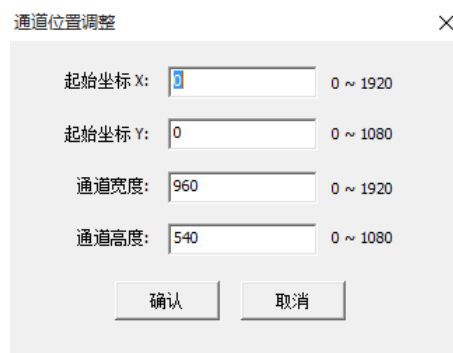 通道位置调整
起始坐标 X: 0 0 ~ 1920
起始坐标 Y: 0 0 ~ 1080
通道宽度: 960 0 ~ 1920
通道高度: 540 0 ~ 1080
确认 取消